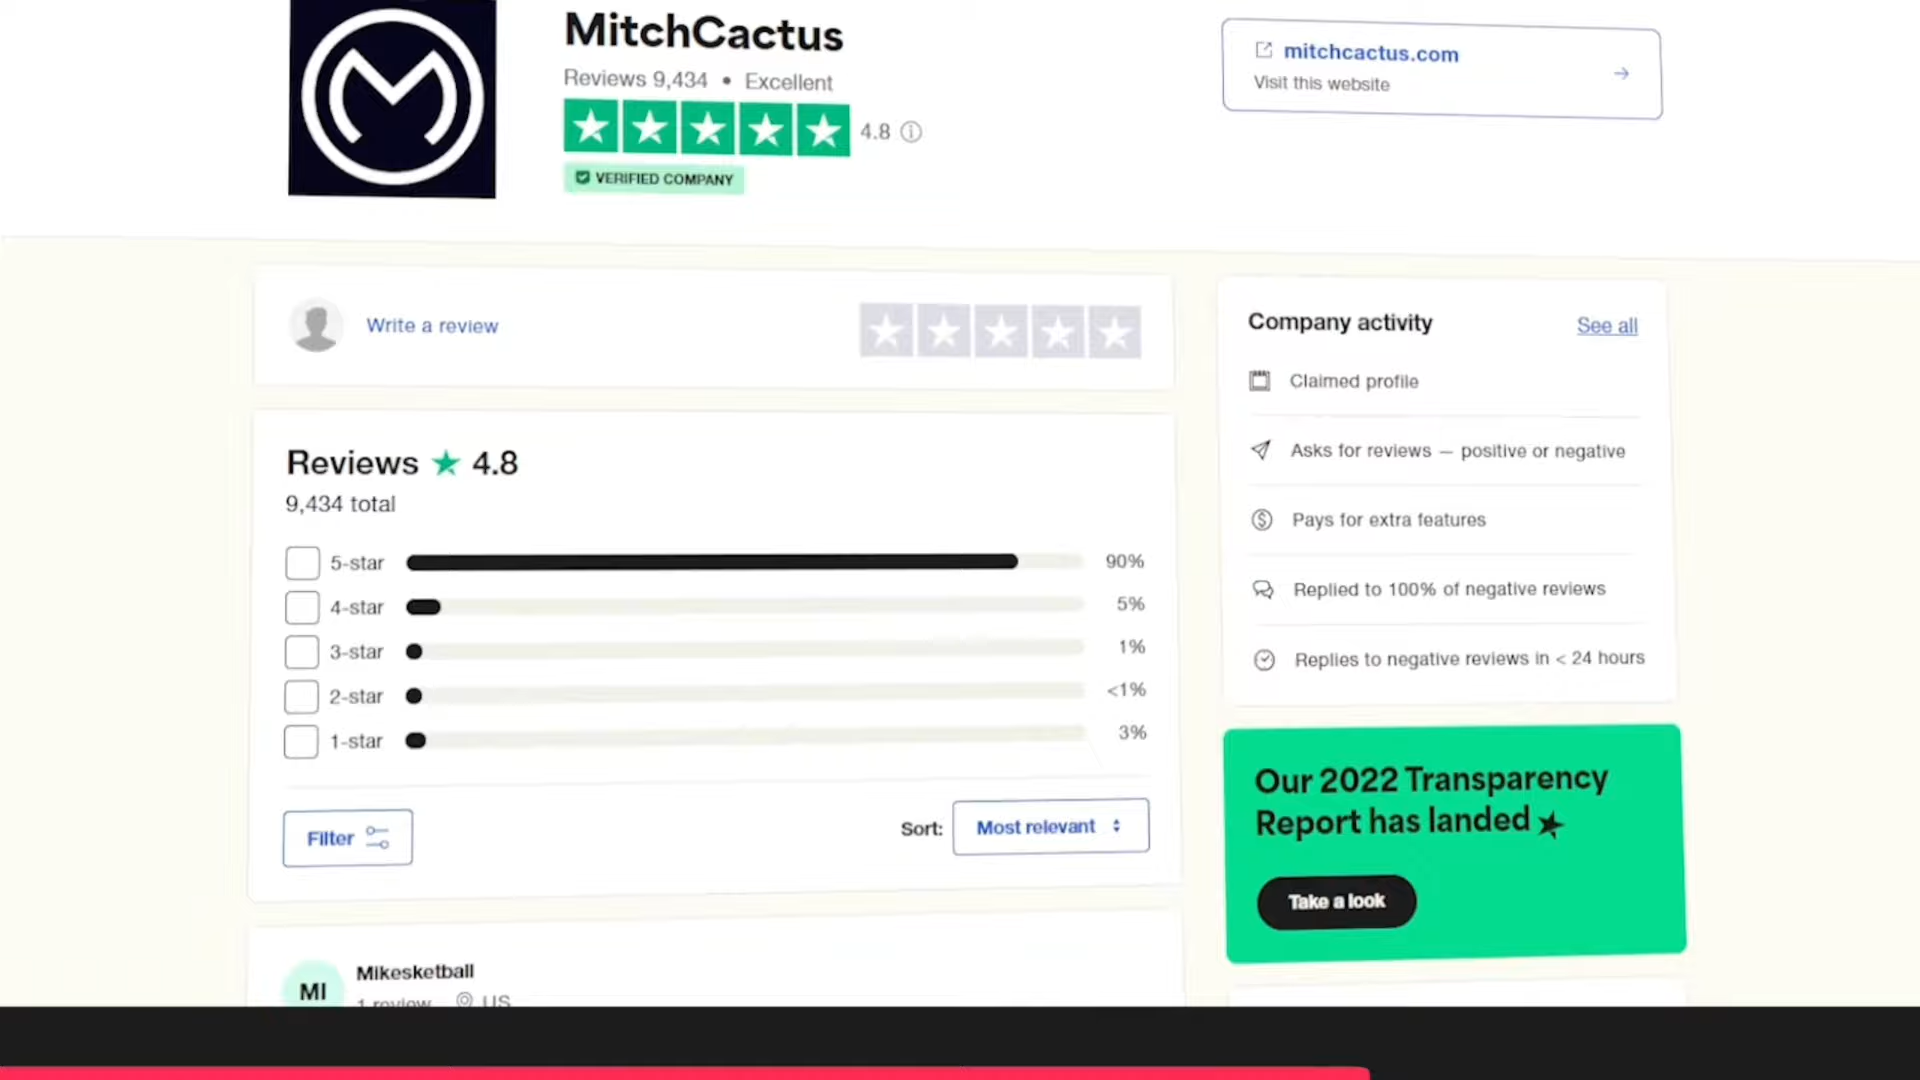 MitchCactus
Reviews 9,434 • Excellent
4.8
VERIFIED COMPANY
mitchcactus.com
Visit this website
Write a review
Reviews ★ 4.8
9,434 total
5-star 90%
4-star 5%
3-star 1%
2-star <1%
1-star 3%
Filter
Sort: Most relevant
MI
Mikesketball
1 review US
Company activity See all
Claimed profile
Asks for reviews — positive or negative
Pays for extra features
Replied to 100% of negative reviews
Replies to negative reviews in < 24 hours
Our 2022 Transparency
Report has landed
Take a look